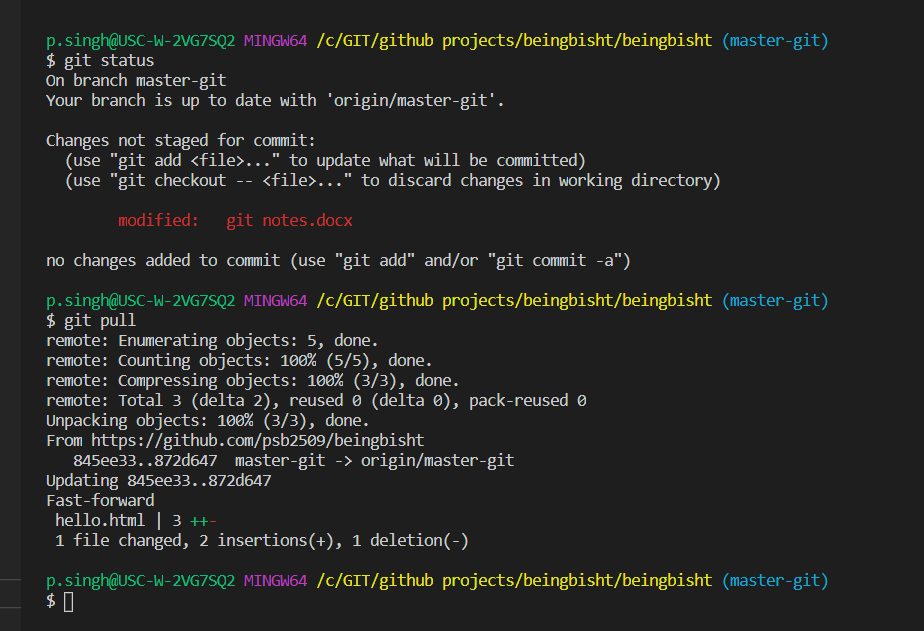 p.singh@USC-W-2VG7SQ2 MINGW64 /c/GIT/github projects/beingbisht/beingbisht (master-git)
$ git status
On branch master-git
Your branch is up to date with 'origin/master-git'.
Changes not staged for commit:
(use "git add <file>..." to update what will be committed)
(use "git checkout -- <file>..." to discard changes in working directory)
modified: git notes.docx
no changes added to commit (use "git add" and/or "git commit -a")
p.singh@USC-W-2VG7SQ2 MINGW64 /c/GIT/github projects/beingbisht/beingbisht (master-git)
$ git pull
remote: Enumerating objects: 5, done.
remote: Counting objects: 100% (5/5), done.
remote: Compressing objects: 100% (3/3), done.
remote: Total 3 (delta 2), reused 0 (delta 0), pack-reused 0
Unpacking objects: 100% (3/3), done.
From https://github.com/psb2509/beingbisht
845ee33..872d647 master-git -> origin/master-git
Updating 845ee33..872d647
Fast-forward
hello.html | 3 ++-
1 file changed, 2 insertions(+), 1 deletion(-)
p.singh@USC-W-2VG7SQ2 MINGW64 /c/GIT/github projects/beingbisht/beingbisht (master-git)
$